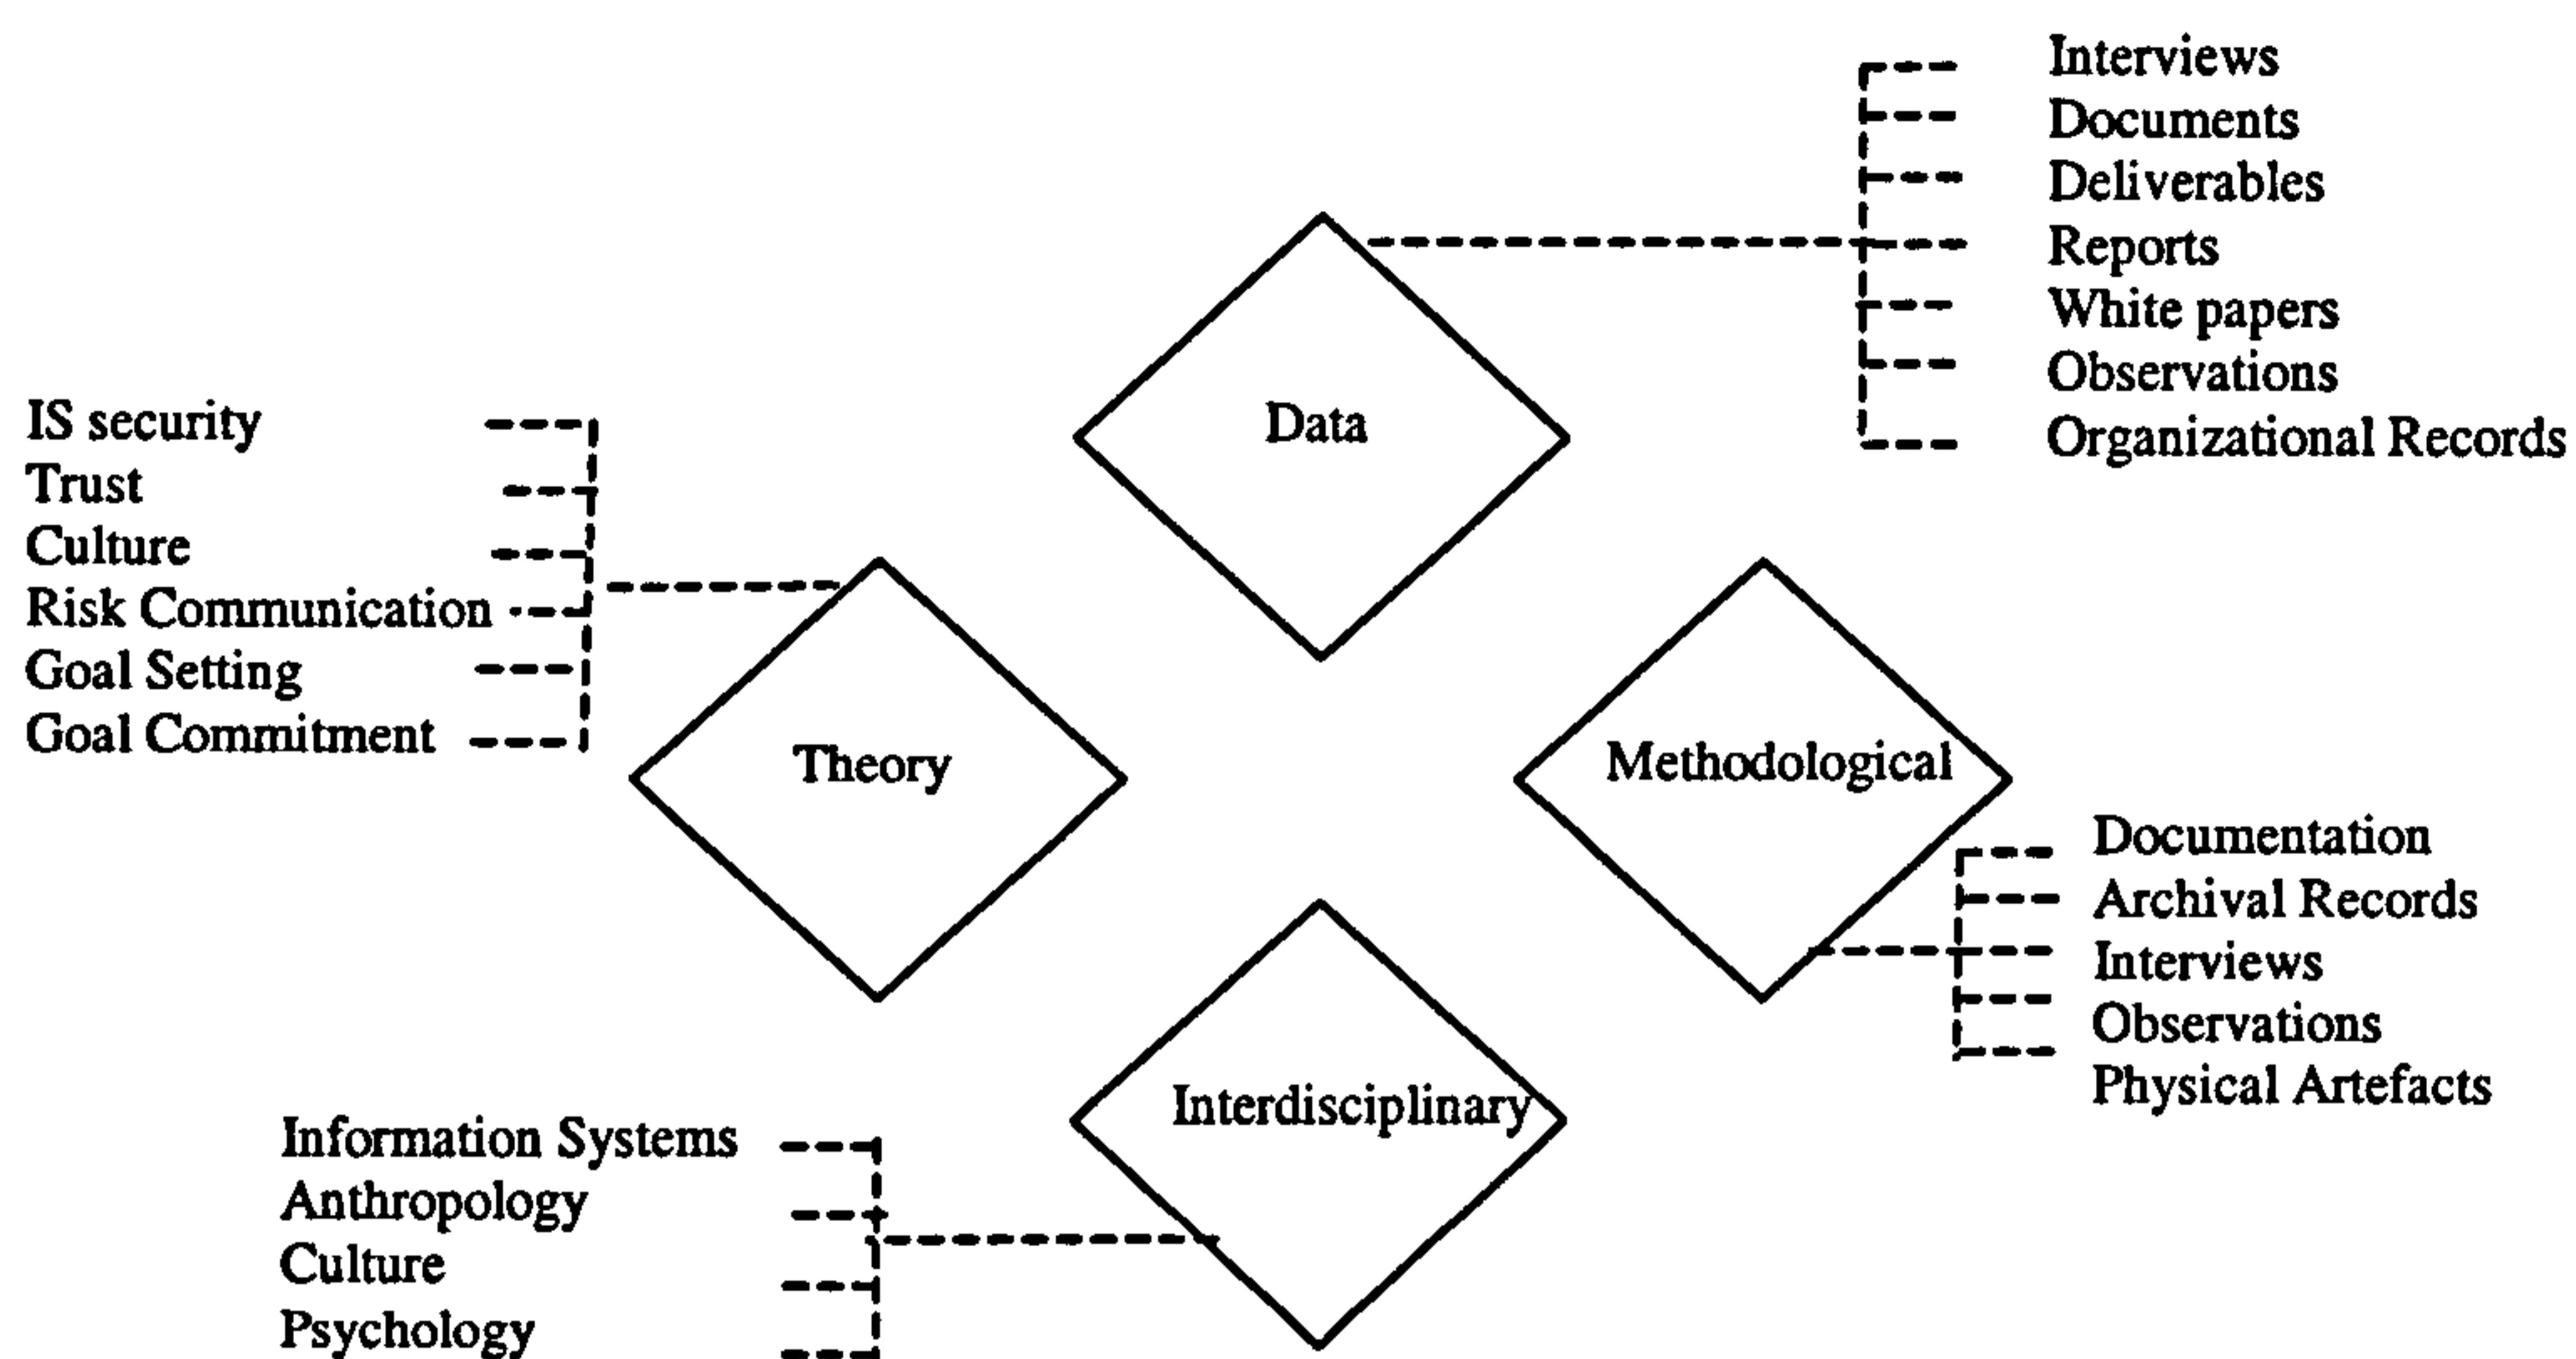 Interviews
Documents
Deliverables
Reports
White papers
Observations
Organizational Records
Data
IS security
Trust
Culture
Risk Communication
Goal Setting
Goal Commitment
Theory
Methodological
Documentation
Archival Records
Interviews
Observations
Physical Artefacts
Interdisciplinary
Information Systems
Anthropology
Culture
Psychology